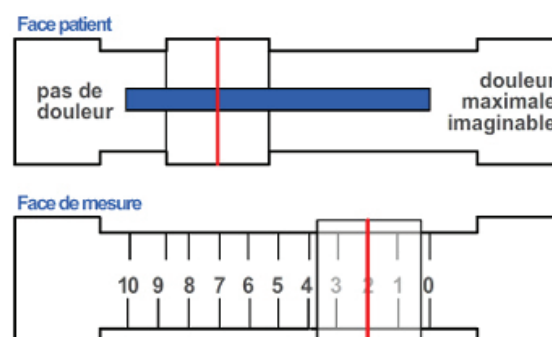 Face patient
pas de
douleur
douleur
maximale
imaginable
Face de mesure
10 9 8 7 6 5 4 3 2 1 0